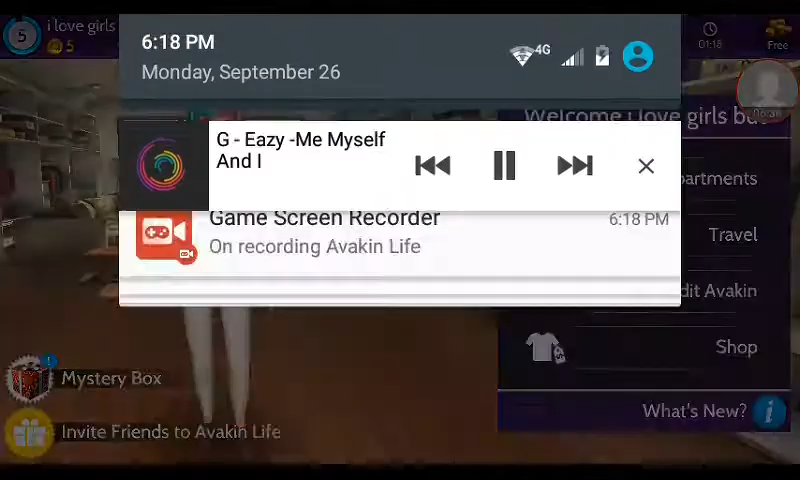 5
i love girls
5
6:18 PM
4G
Monday, September 26
01:18
Free
Welcome i love girls bu
G - Eazy -Me Myself
And I
partments
Game Screen Recorder
6:18 PM
On recording Avakin Life
Travel
dit Avakin
Shop
Mystery Box
What's New?
Invite Friends to Avakin Life